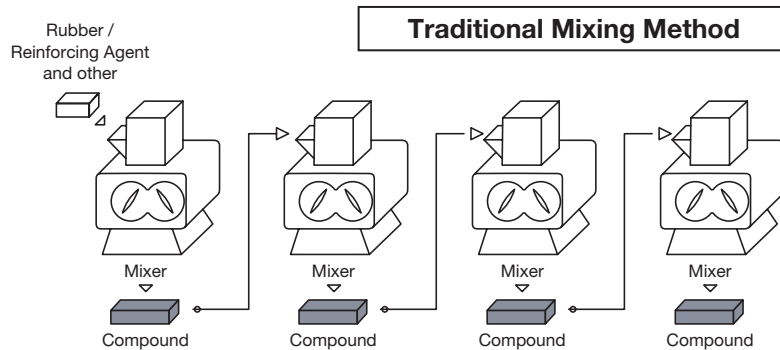 Traditional Mixing Method
Rubber /
Reinforcing Agent
and other
Mixer
Mixer
Mixer
Mixer
Compound
Compound
Compound
Compound